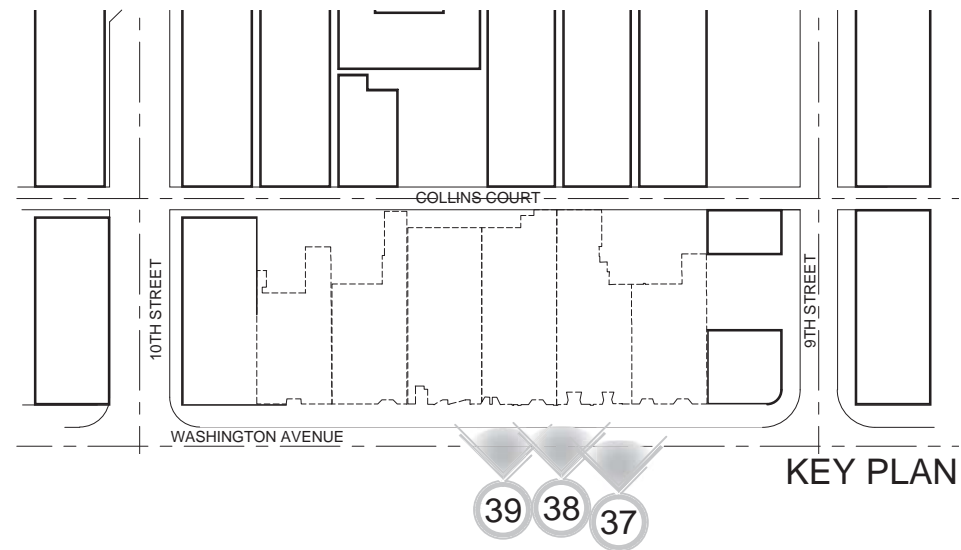 COLLINS COURT
10TH STREET
9TH STREET
WASHINGTON AVENUE
KEY PLAN
39
38
37